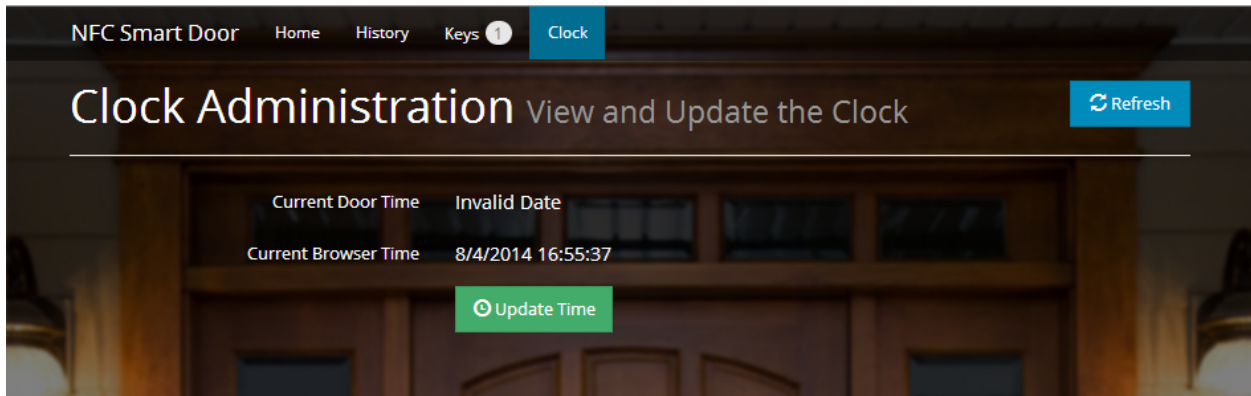 NFC Smart Door Home History Keys 1 Clock
Clock Administration View and Update the Clock Refresh
Current Door Time Invalid Date
Current Browser Time 8/4/2014 16:55:37
Update Time